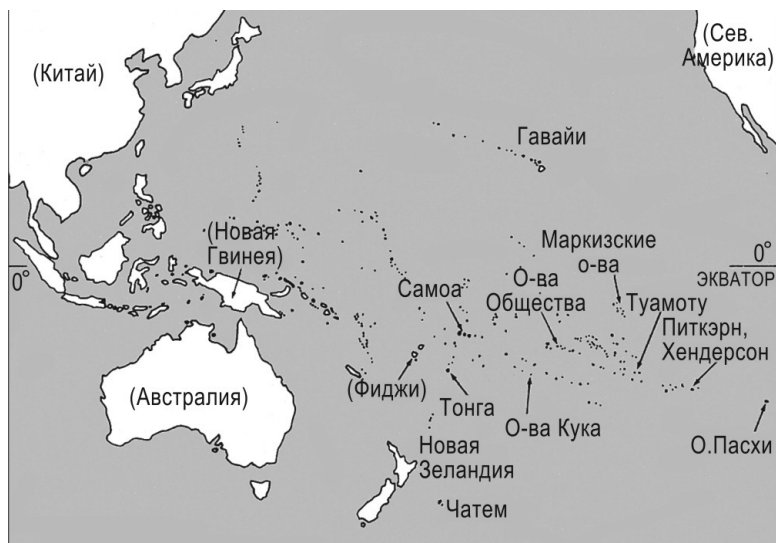 (Сев.
Америка)
(Китай)
Гавайи
(Новая
Гвинея)
Маркизские
о-ва
0°
0°
ЭКВАТОР
О-ва
Общества
Самоа
Туамоту
Питкэрн,
Хендерсон
(Австралия)
(Фиджи)
Тонга
О-ва Кука
О.Пасхи
Новая
Зеландия
Чатем